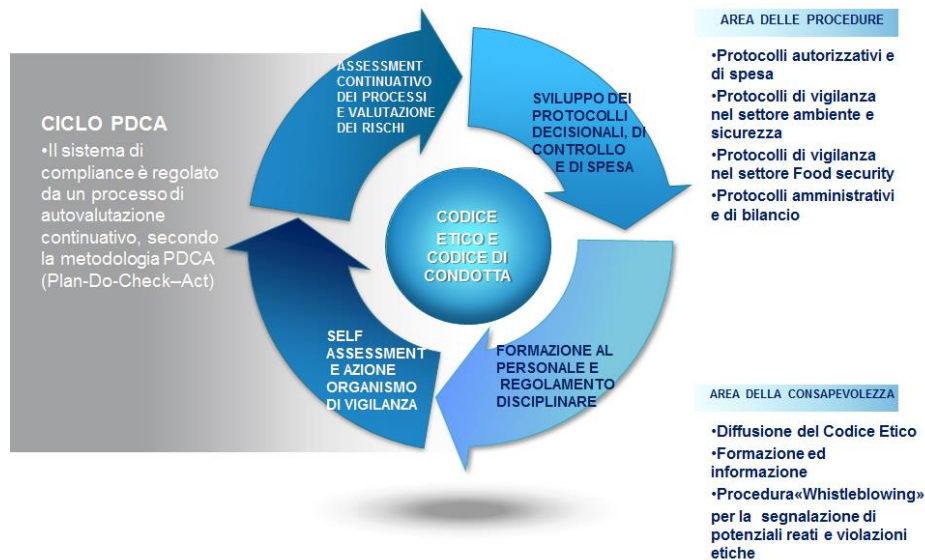 CICLO PDCA
•Il sistema di
compliance è regolato
da un processo di
autovalutazione
continuativo, secondo
la metodologia PDCA
(Plan-Do-Check–Act)
ASSESSMENT
CONTINUATIVO
DEI PROCESSI
E VALUTAZIONE
DEI RISCHI
SVILUPPO DEI
PROTOCOLLI
DECISIONALI, DI
CONTROLLO
E DI SPESA
CODICE
ETICO E
CODICE DI
CONDOTTA
SELF
ASSESSMENT
E AZIONE
ORGANISMO
DI VIGILANZA
FORMAZIONE AL
PERSONALE E
REGOLAMENTO
DISCIPLINARE
AREA DELLE PROCEDURE
•Protocolli autorizzativi e
di spesa
•Protocolli di vigilanza
nel settore ambiente e
sicurezza
•Protocolli di vigilanza
nel settore Food security
•Protocolli amministrativi
e di bilancio
AREA DELLA CONSAPEVOLEZZA
•Diffusione del Codice Etico
•Formazione ed
informazione
•Procedura«Whistleblowing»
per la segnalazione di
potenziali reati e violazioni
etiche